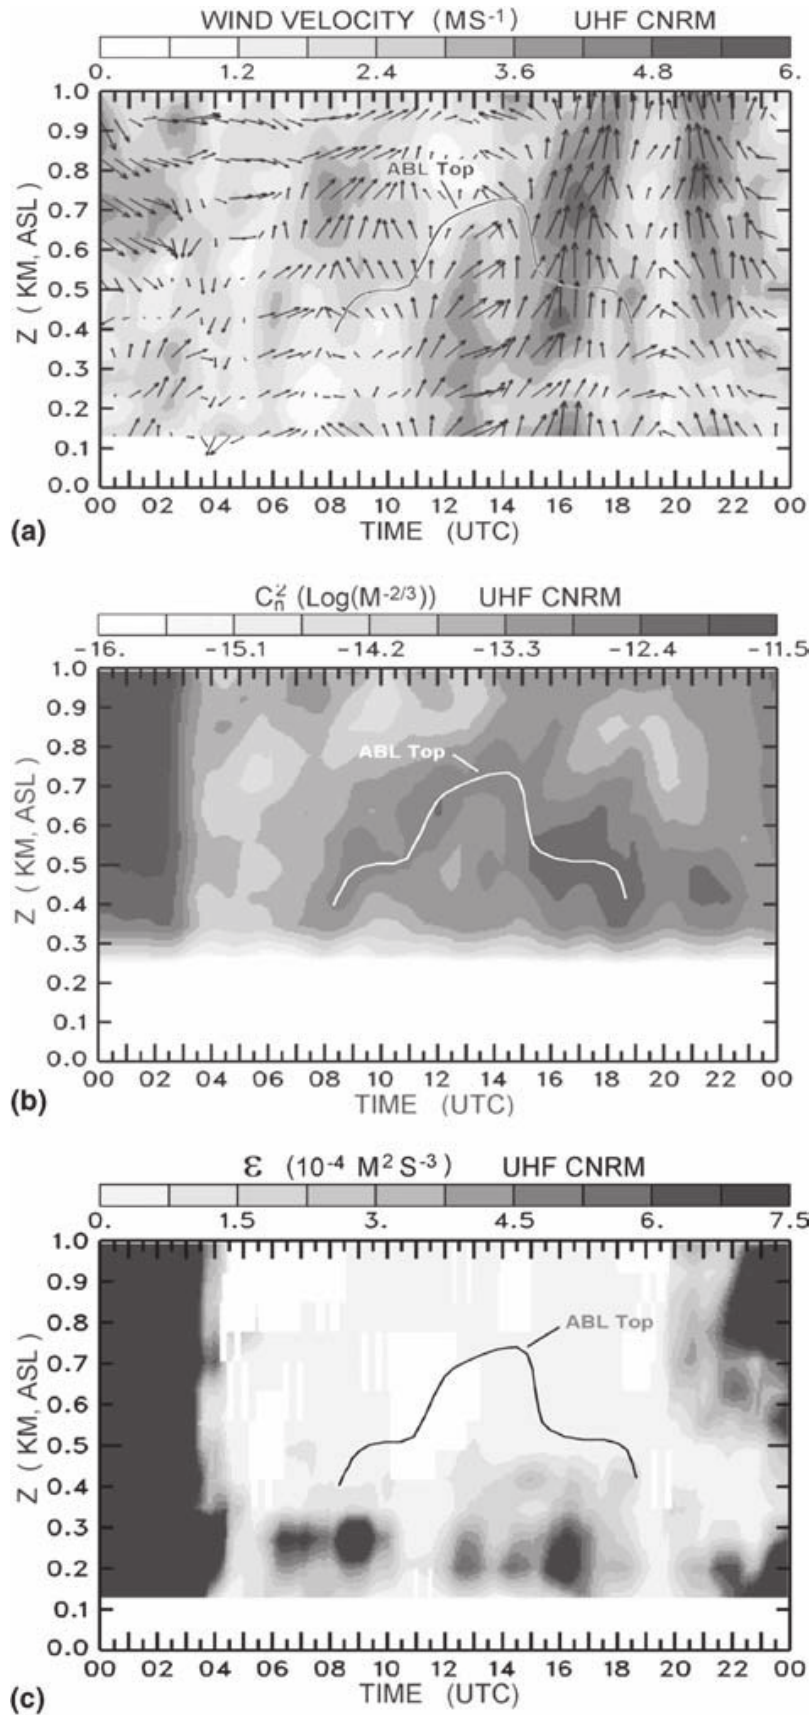 WIND VELOCITY (MS⁻¹) UHF CNRM
0. 1.2 2.4 3.6 4.8 6.
1.0
0.9
0.8
ABL Top
0.7
0.6
Z (KM, ASL)
0.5
0.4
0.3
0.2
0.1
0.0
00 02 04 06 08 10 12 14 16 18 20 22 00
(a) TIME (UTC)
C²ₙ (Log(M⁻²/³)) UHF CNRM
-16. -15.1 -14.2 -13.3 -12.4 -11.5
1.0
0.9
0.8
ABL Top
0.7
0.6
Z (KM, ASL)
0.5
0.4
0.3
0.2
0.1
0.0
00 02 04 06 08 10 12 14 16 18 20 22 00
(b) TIME (UTC)
ε (10⁻⁴ M² S⁻³) UHF CNRM
0. 1.5 3. 4.5 6. 7.5
1.0
0.9
0.8
ABL Top
0.7
0.6
Z (KM, ASL)
0.5
0.4
0.3
0.2
0.1
0.0
00 02 04 06 08 10 12 14 16 18 20 22 00
(c) TIME (UTC)